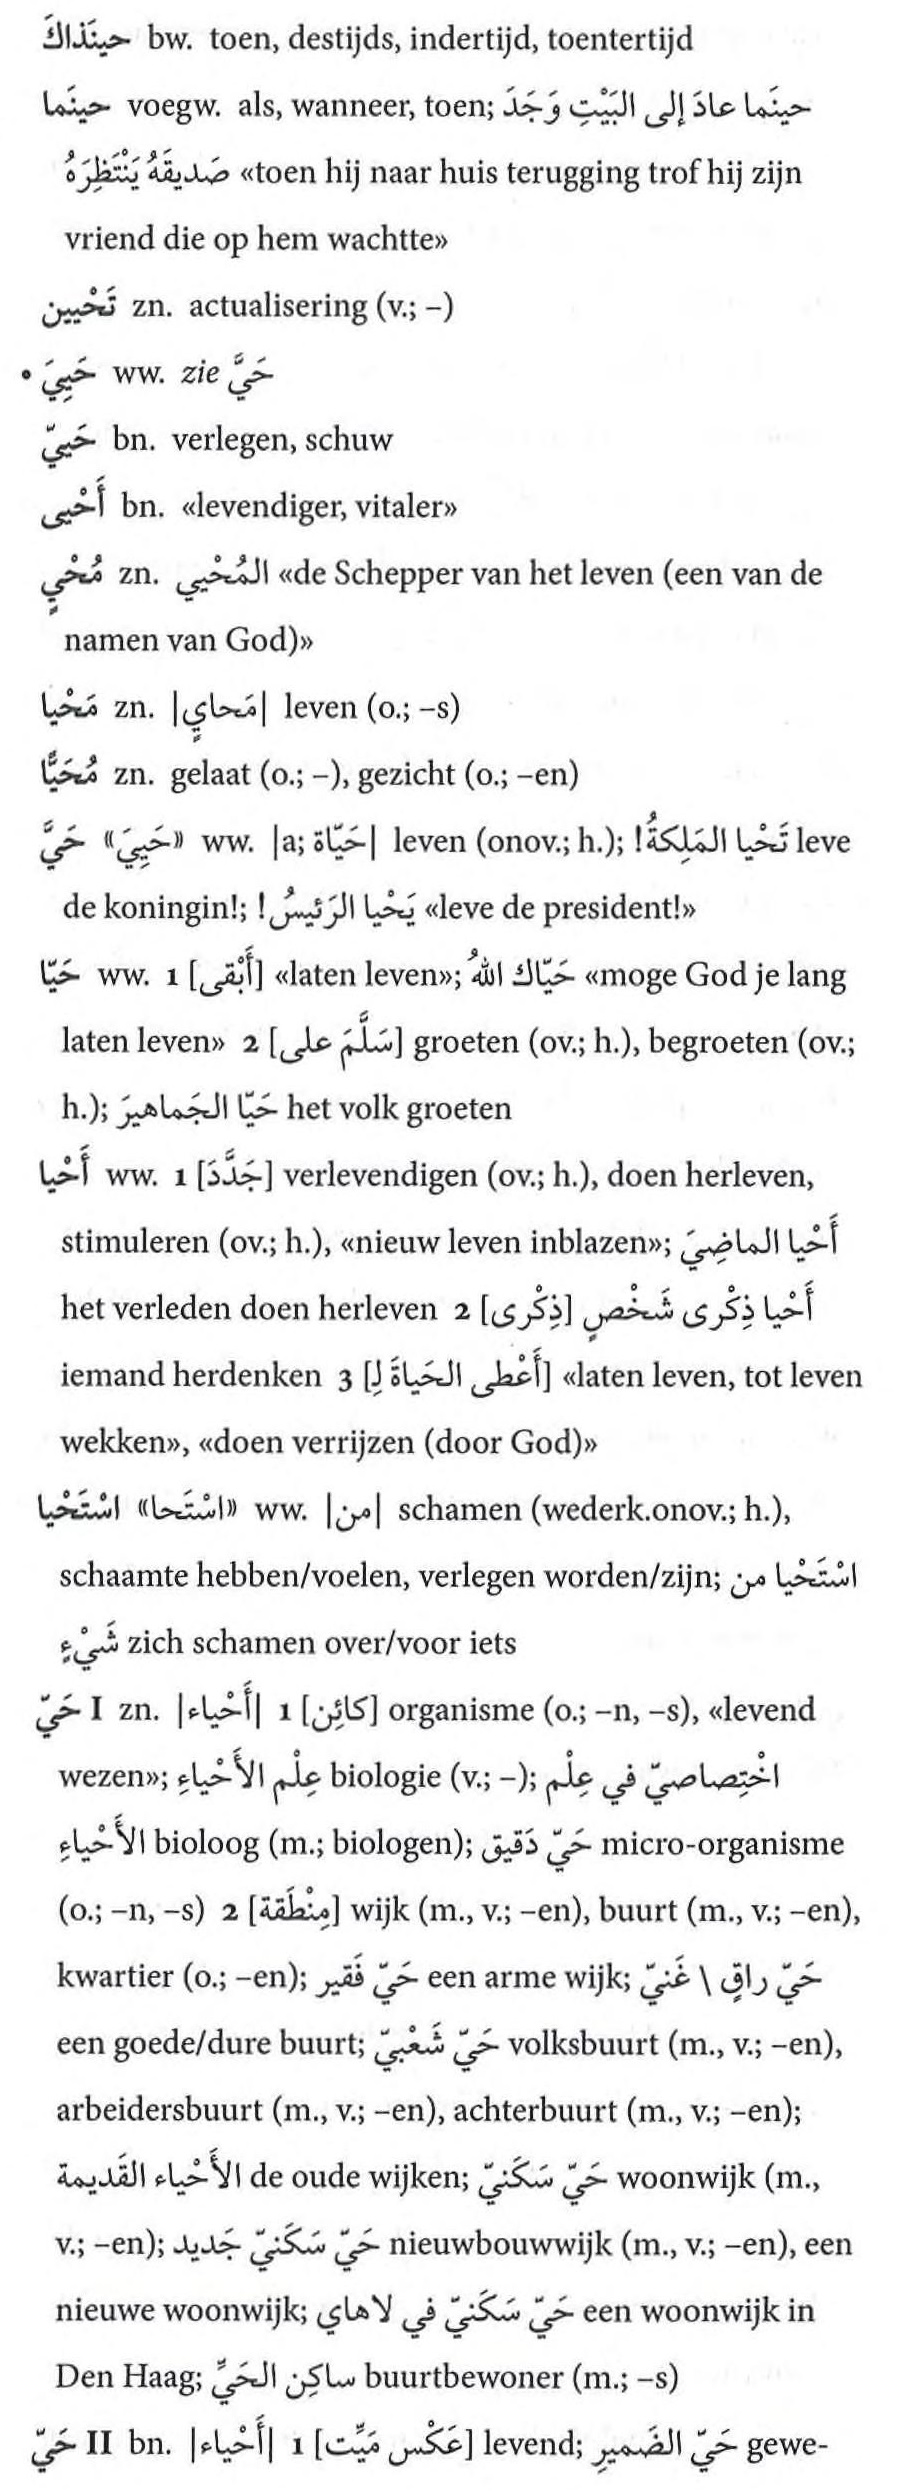 حينَذاكَ bw. toen, destijds, indertijd, toentertijd
حينَما voegw. als, wanneer, toen; حينَما عادَ إلى البَيْتِ وَجَدَ
صَديقَهُ يَنْتَظِرَهُ «toen hij naar huis terugging trof hij zijn
vriend die op hem wachtte»
تَحْيين zn. actualisering (v.; –)
• حَيِيَ ww. zie حَيَّ
حَييّ bn. verlegen, schuw
أَحْيى bn. «levendiger, vitaler»
مُحْيٍ zn. المُحْيي «de Schepper van het leven (een van de
namen van God)»
مَحْيا zn. |مَحايٍ| leven (o.; –s)
مُحَيًّا zn. gelaat (o.; –), gezicht (o.; –en)
حَيَّ «حَيِيَ» ww. |a; حَيّاة| leven (onov.; h.); تَحْيا المَلِكةُ! leve
de koningin!; يَحْيا الرَئيسُ! «leve de president!»
حَيّا ww. 1 [أَبْقى] «laten leven»; حَيّاك اللهُ «moge God je lang
laten leven» 2 [سَلَّمَ على] groeten (ov.; h.), begroeten (ov.;
h.); حَيّا الجَماهيرَ het volk groeten
أَحْيا ww. 1 [جَدَّدَ] verlevendigen (ov.; h.), doen herleven,
stimuleren (ov.; h.), «nieuw leven inblazen»; أَحْيا الماضِيَ
het verleden doen herleven 2 [ذِكْرى] أَحْيا ذِكْرى شَخْصٍ
iemand herdenken 3 [أَعْطى الحَياةَ لِ] «laten leven, tot leven
wekken», «doen verrijzen (door God)»
اسْتَحْيا «اسْتَحا» ww. |من| schamen (wederk.onov.; h.),
schaamte hebben/voelen, verlegen worden/zijn; اسْتَحْيا من
شَيْءٍ zich schamen over/voor iets
حَيّ I zn. |أَحْياء| 1 [كائِن] organisme (o.; –n, –s), «levend
wezen»; عِلْم الأَحْياءِ biologie (v.; –); اخْتِصاصيّ في عِلْم
الأَحْياءِ bioloog (m.; biologen); حَيّ دَقيق micro-organisme
(o.; –n, –s) 2 [مِنْطَقة] wijk (m., v.; –en), buurt (m., v.; –en),
kwartier (o.; –en); حَيّ فَقير een arme wijk; حَيّ راقٍ \ غَنيّ
een goede/dure buurt; حَيّ شَعْبيّ volksbuurt (m., v.; –en),
arbeidersbuurt (m., v.; –en), achterbuurt (m., v.; –en);
الأَحْياء القَديمة de oude wijken; حَيّ سَكَنيّ woonwijk (m.,
v.; –en); حَيّ سَكَنيّ جَديد nieuwbouwwijk (m., v.; –en), een
nieuwe woonwijk; حَيّ سَكَنيّ في لاهاي een woonwijk in
Den Haag; ساكِن الحَيِّ buurtbewoner (m.; –s)
حَيّ II bn. |أَحْياء| 1 [عَكْس مَيِّت] levend; حَيّ الضَميرِ gewe-